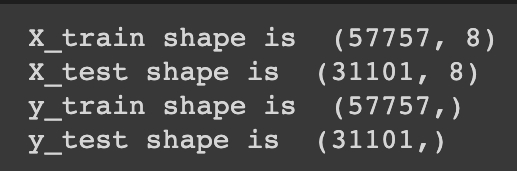 X_train shape is  (57757, 8)
X_test shape is  (31101, 8)
y_train shape is  (57757,)
y_test shape is  (31101,)